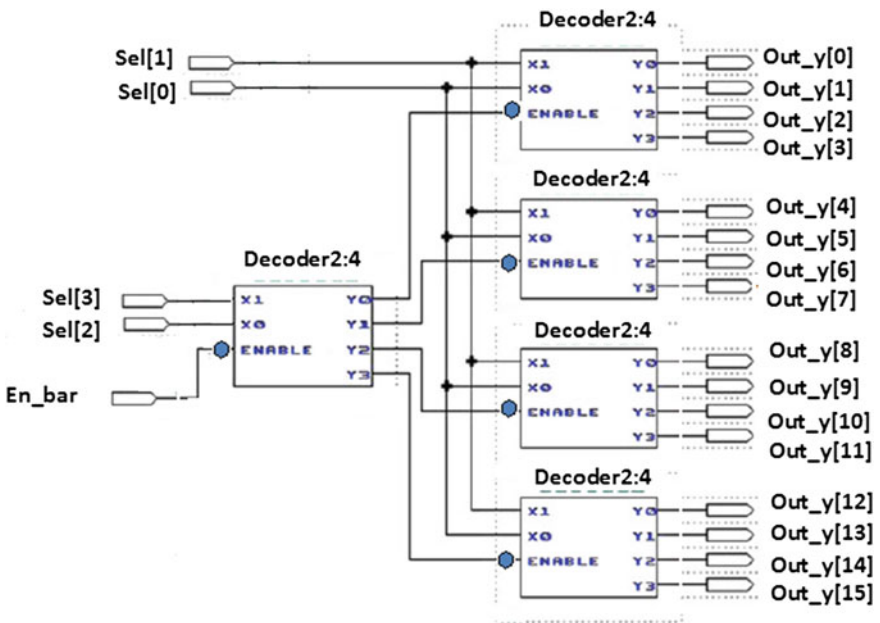 Decoder2:4
Sel[1]
Sel[0]
X1 Y0
X0 Y1
ENABLE Y2
Y3
Out_y[0]
Out_y[1]
Out_y[2]
Out_y[3]
Decoder2:4
X1 Y0
X0 Y1
ENABLE Y2
Y3
Out_y[4]
Out_y[5]
Out_y[6]
Out_y[7]
Decoder2:4
Sel[3]
Sel[2]
En_bar
X1 Y0
X0 Y1
ENABLE Y2
Y3
Decoder2:4
X1 Y0
X0 Y1
ENABLE Y2
Y3
Out_y[8]
Out_y[9]
Out_y[10]
Out_y[11]
Decoder2:4
X1 Y0
X0 Y1
ENABLE Y2
Y3
Out_y[12]
Out_y[13]
Out_y[14]
Out_y[15]